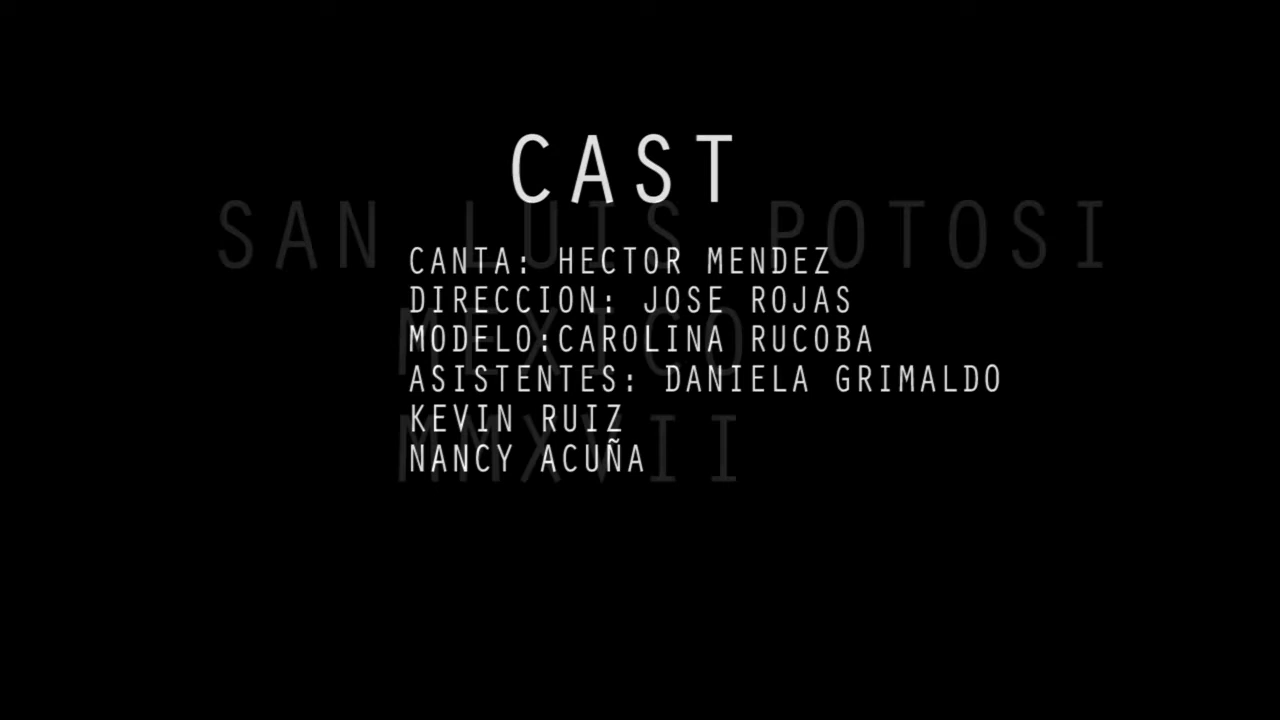 CAST
SAN LUIS POTOSI
CANTA: HECTOR MENDEZ
DIRECCION: JOSE ROJAS
MODELO:CAROLINA RUCOBA
MEXICO
ASISTENTES: DANIELA GRIMALDO
KEVIN RUIZ
MMXVII
NANCY ACUÑA